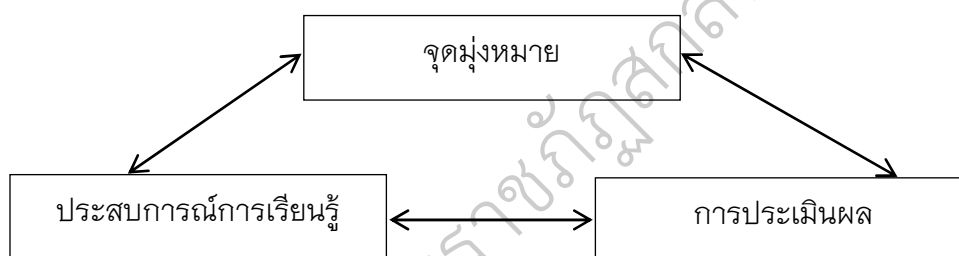 จุดมุ่งหมาย
ประสบการณ์การเรียนรู้
การประเมินผล